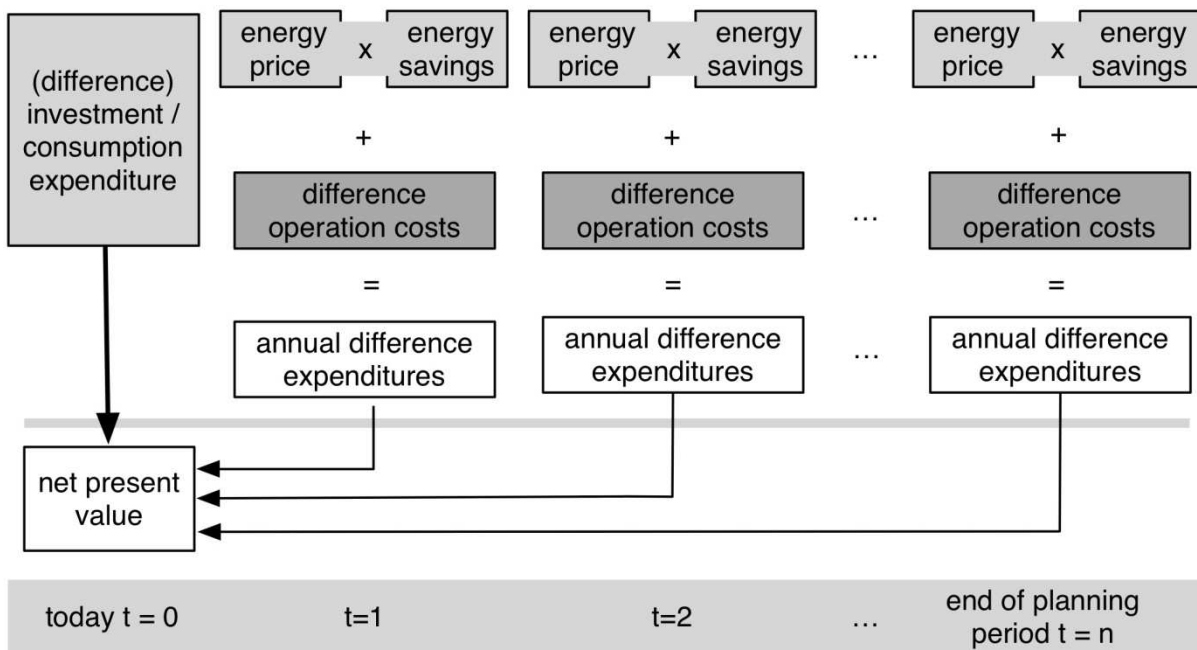 (difference)
investment /
consumption
expenditure
energy
price
x
energy
savings
+
difference
operation costs
=
annual difference
expenditures
energy
price
x
energy
savings
+
difference
operation costs
=
annual difference
expenditures
...
...
...
energy
price
x
energy
savings
+
difference
operation costs
=
annual difference
expenditures
net present
value
today t = 0
t=1
t=2
...
end of planning
period t = n